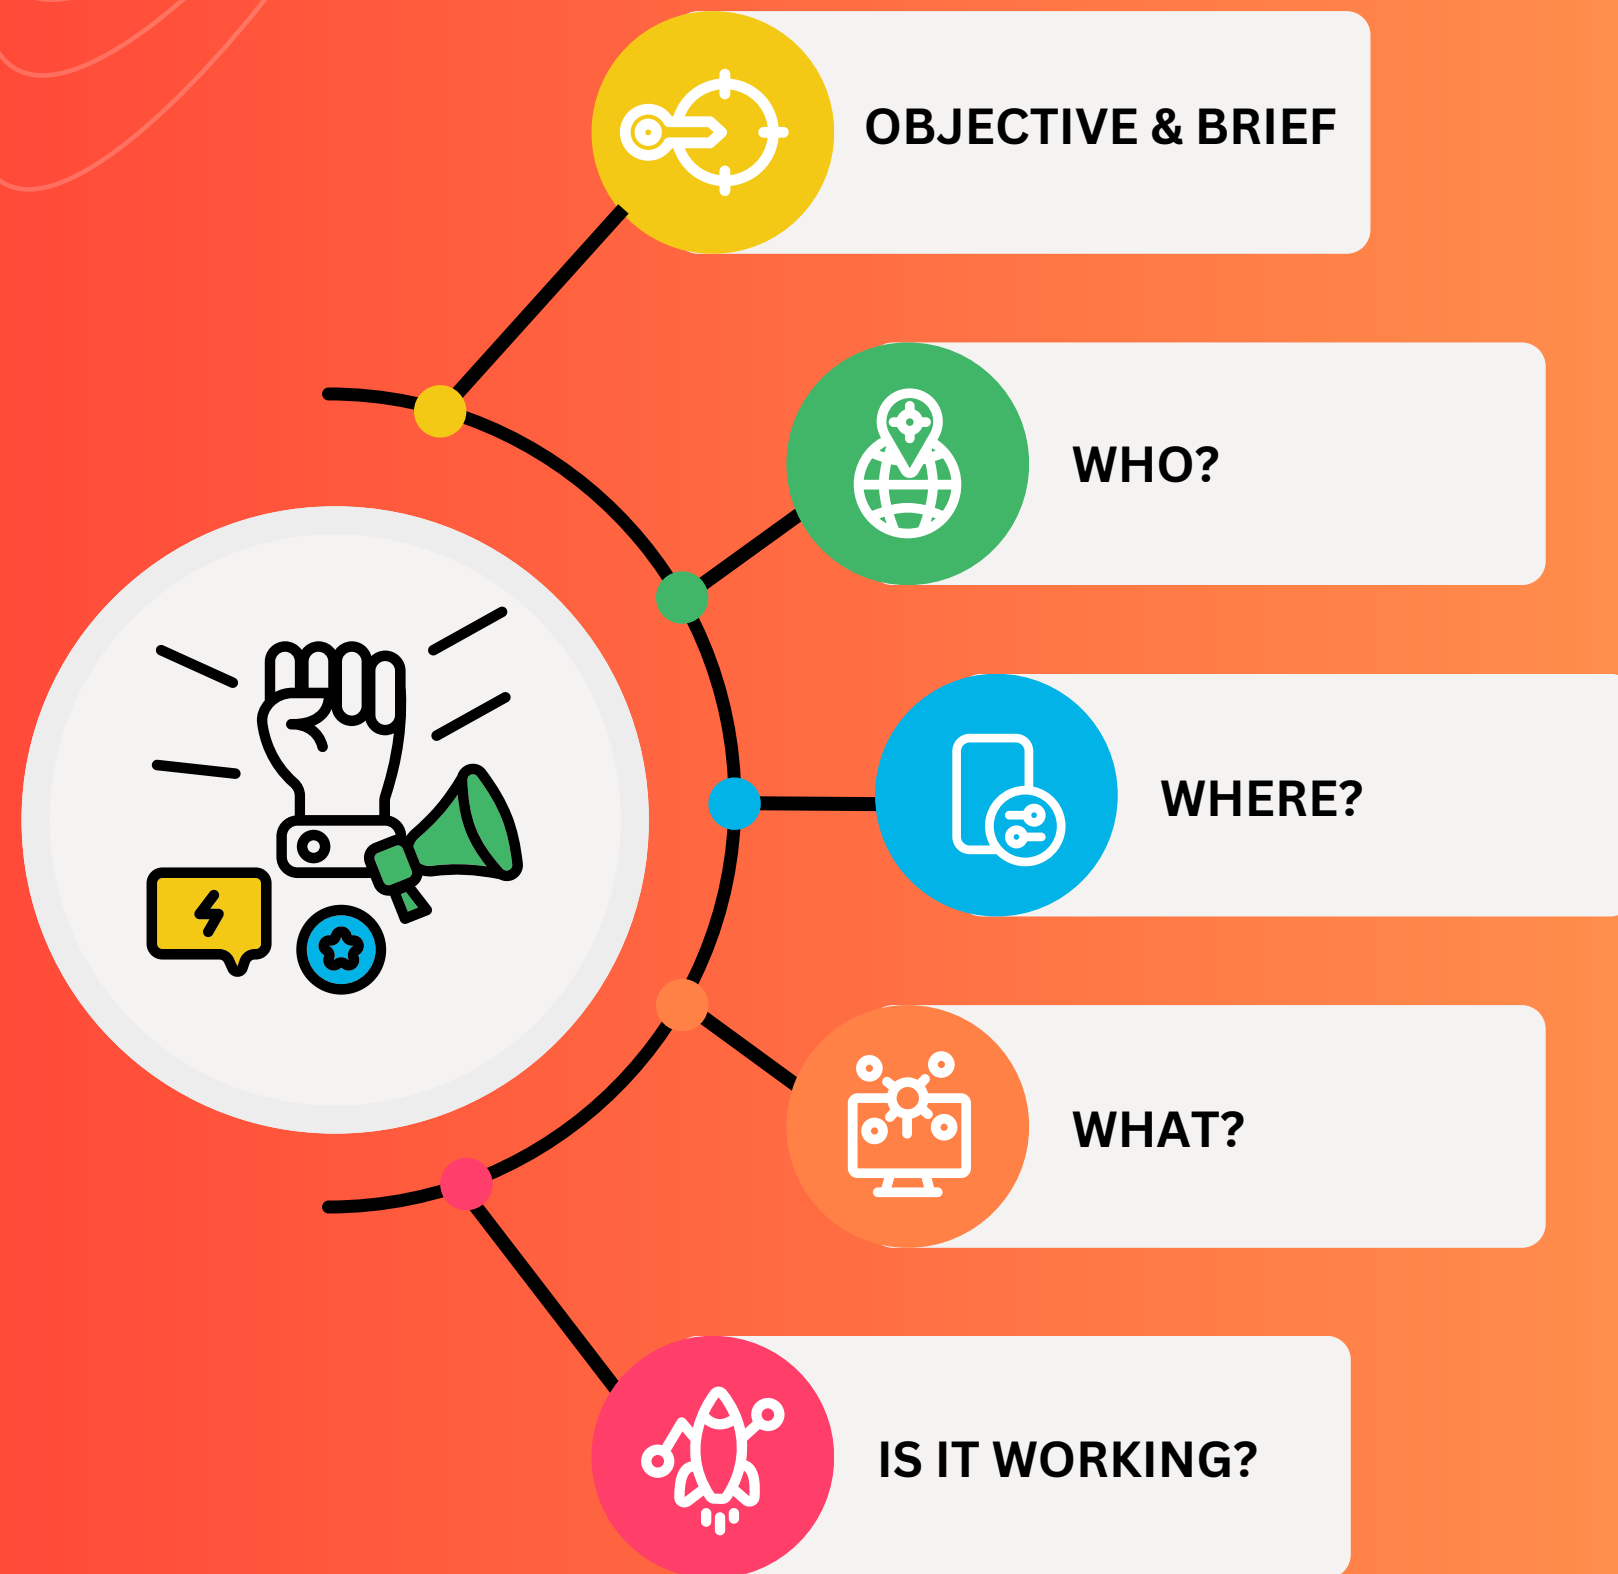 OBJECTIVE & BRIEF
WHO?
WHERE?
WHAT?
IS IT WORKING?